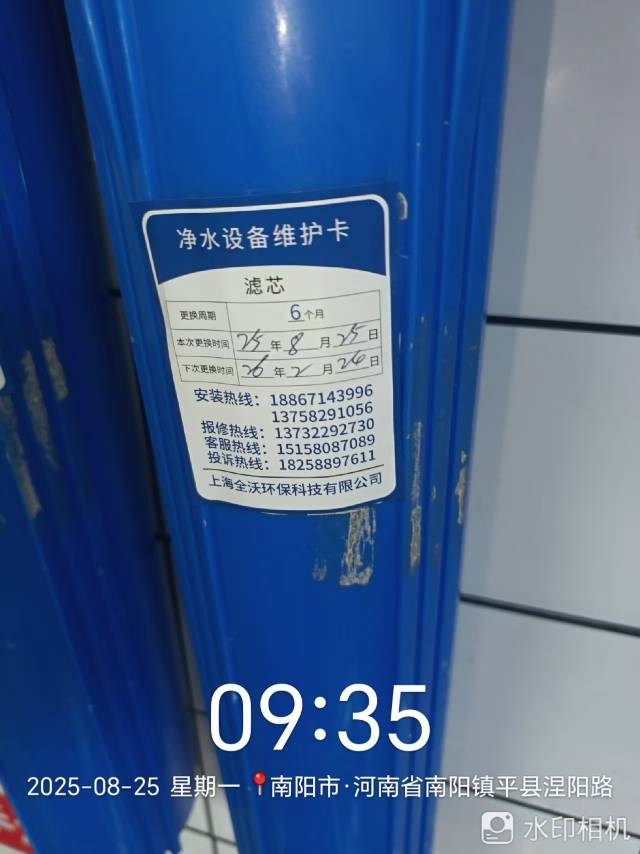 净水设备维护卡
滤芯
更换周期 6个月
本次更换时间 25年8月25日
下次更换时间 26年2月24日
安装热线：18867143996
13758291056
报修热线：13732292730
客服热线：15158087089
投诉热线：18258897611
上海全沃环保科技有限公司
09:35
2025-08-25 星期一 南阳市·河南省南阳镇平县涅阳路
水印相机